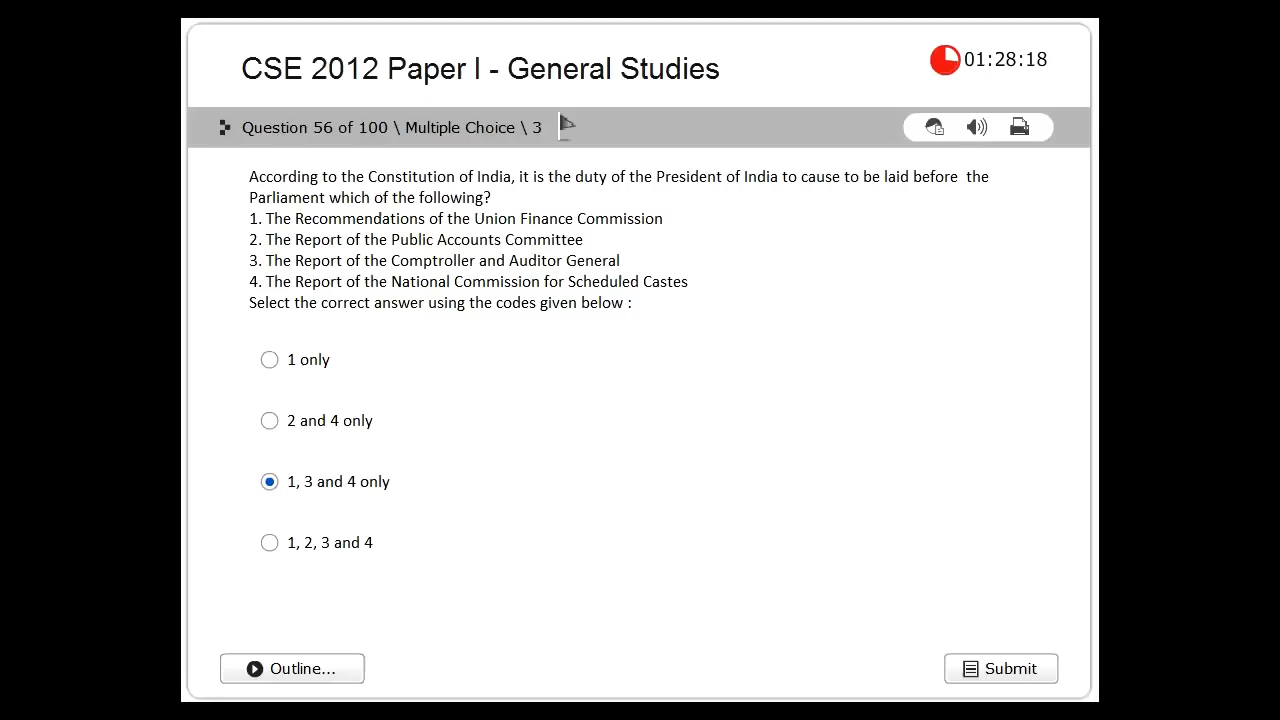 CSE 2012 Paper I - General Studies
01:28:18
Question 56 of 100 \ Multiple Choice \ 3
According to the Constitution of India, it is the duty of the President of India to cause to be laid before the
Parliament which of the following?
1. The Recommendations of the Union Finance Commission
2. The Report of the Public Accounts Committee
3. The Report of the Comptroller and Auditor General
4. The Report of the National Commission for Scheduled Castes
Select the correct answer using the codes given below :
1 only
2 and 4 only
1, 3 and 4 only
1, 2, 3 and 4
Outline...
Submit